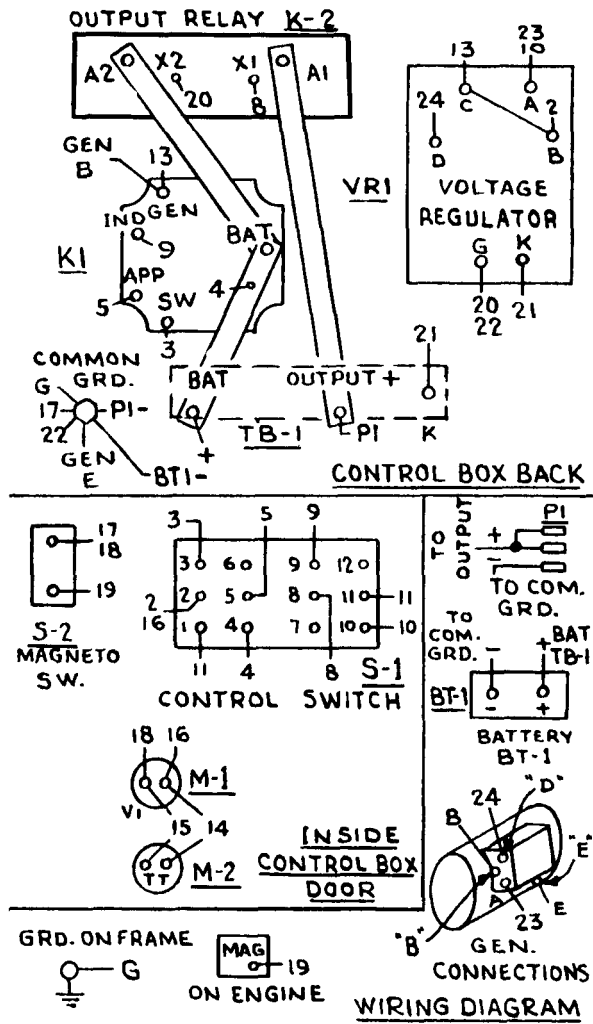 OUTPUT RELAY K-2
A2 X2 X1 A1
20 B
GEN
B
13
GEN
IND
9
BAT
K1
APP
4
5
SW
3
23
13 10
24
C A 2
D B
VR1
VOLTAGE
REGULATOR
G K
20 21
22
COMMON
GRD.
G
17 P1-
22
GEN
E
BT1-
21
BAT OUTPUT +
+
TB-1 P1 K
CONTROL BOX BACK
17
18
19
S-2
MAGNETO
SW.
3 5 9
3 6 9 12
2 5 8 11 11
2
16
1 4 7 10 10
11 4 8 S-1
CONTROL SWITCH
TO
OUTPUT
P1
+
-
TO COM.
GRD.
TO
COM.
GRD.
-
+ BAT
TB-1
BT-1
- +
BATTERY
BT-1
18 16
V1
M-1
15 14
TT
M-2
INSIDE
CONTROL BOX
DOOR
"D"
24
B
"E"
A
23
E
"B"
GEN.
CONNECTIONS
GRD. ON FRAME
G
MAG
19
ON ENGINE
WIRING DIAGRAM